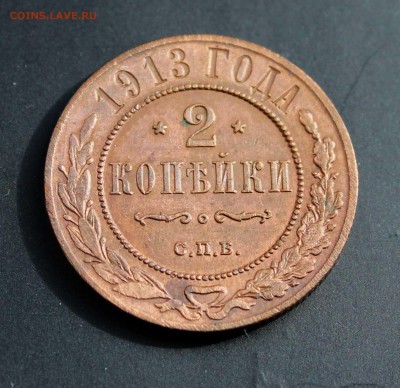 COINS.LAVE.RU
1913 ГОДА
2
КОПѢЙКИ
С.П.Б.